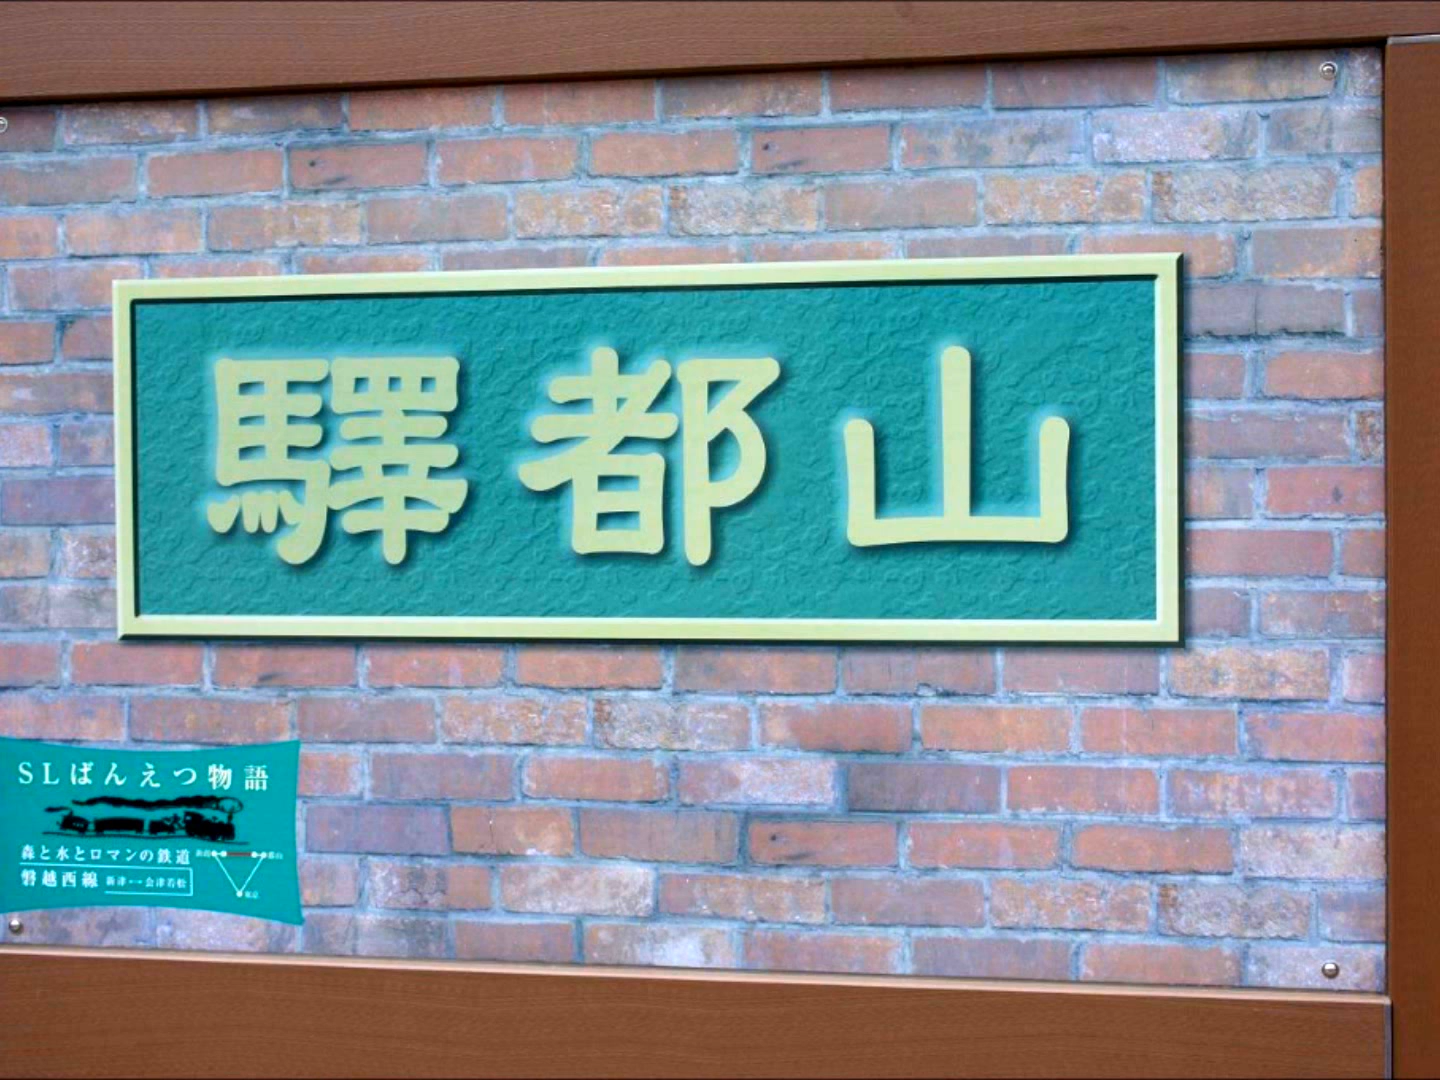 驛都山
SLばんえつ物語
森と水とロマンの鉄道
磐越西線 新津―会津若松